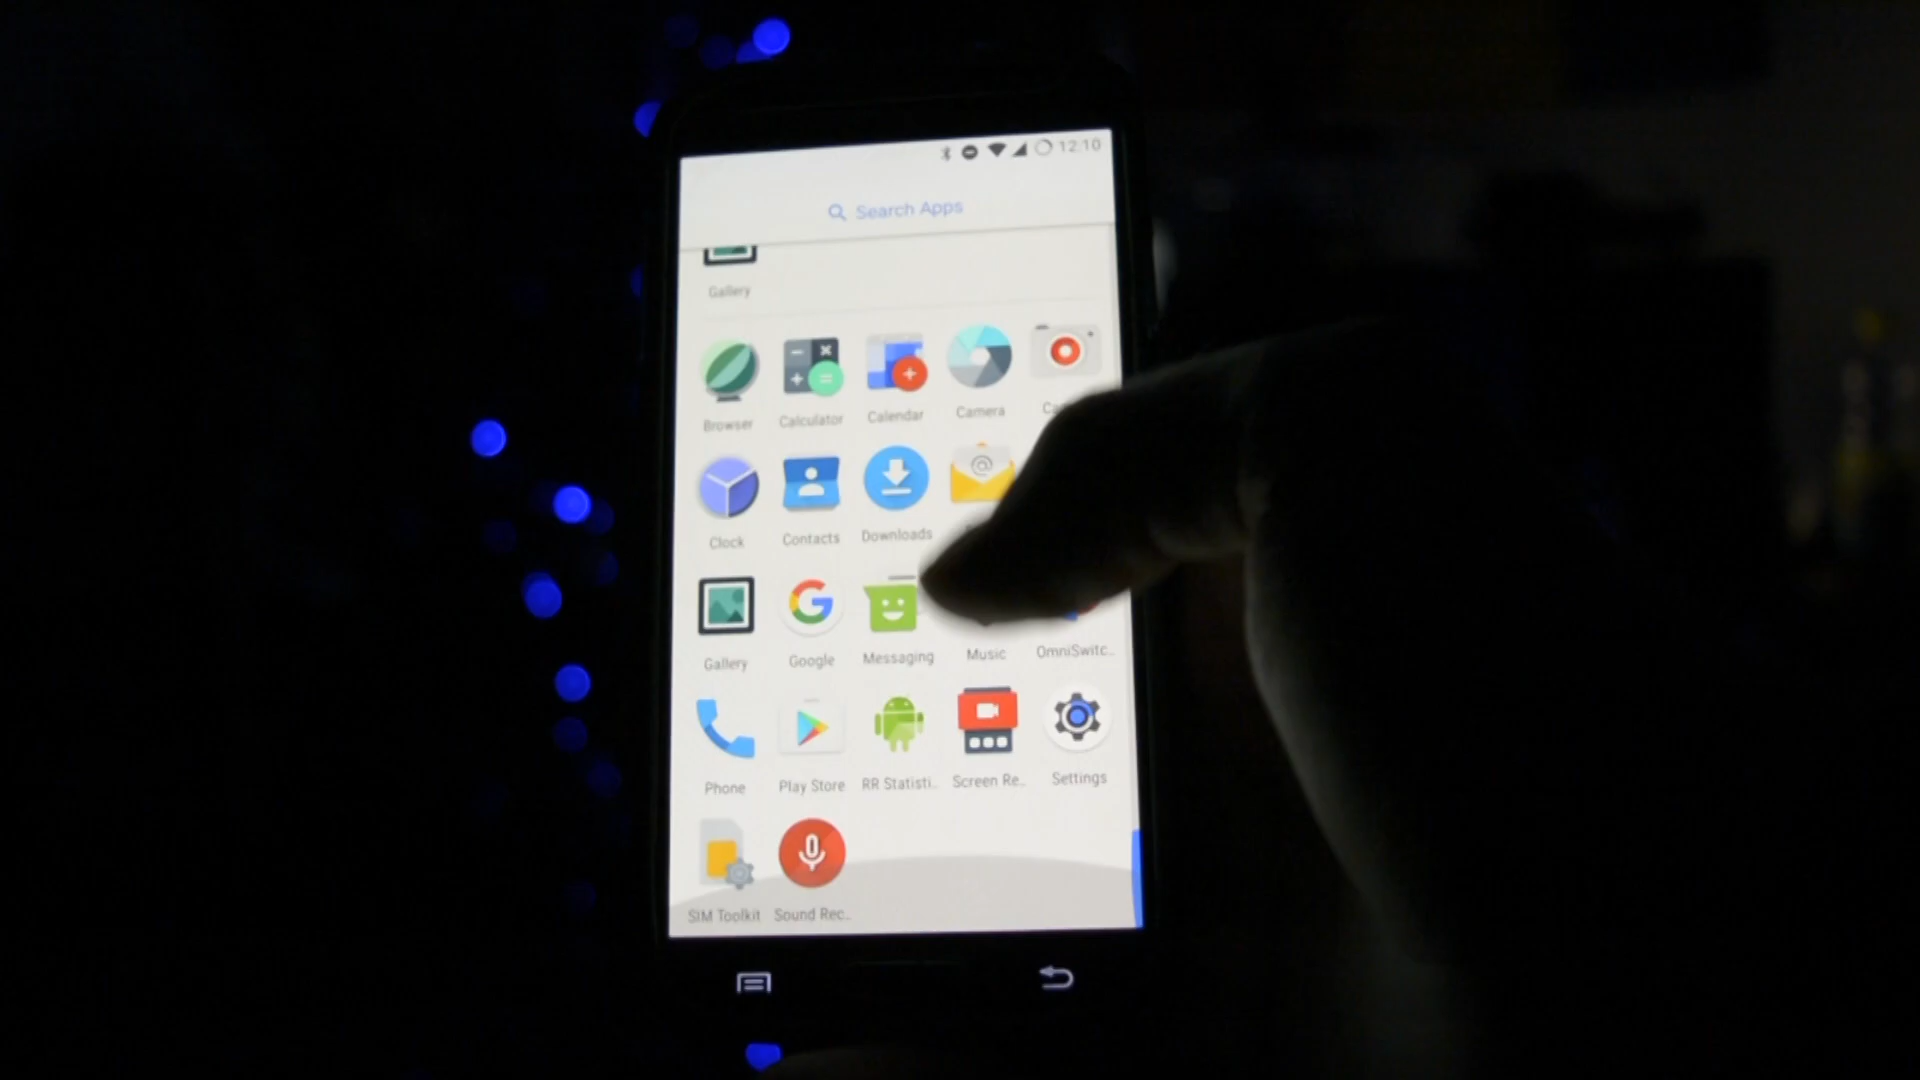 12:10
Search Apps
Gallery
Browser Calculator Calendar Camera
Clock Contacts Downloads
Gallery Google Messaging Music OmniSwitc..
Phone Play Store RR Statisti.. Screen Re.. Settings
SIM Toolkit Sound Rec..